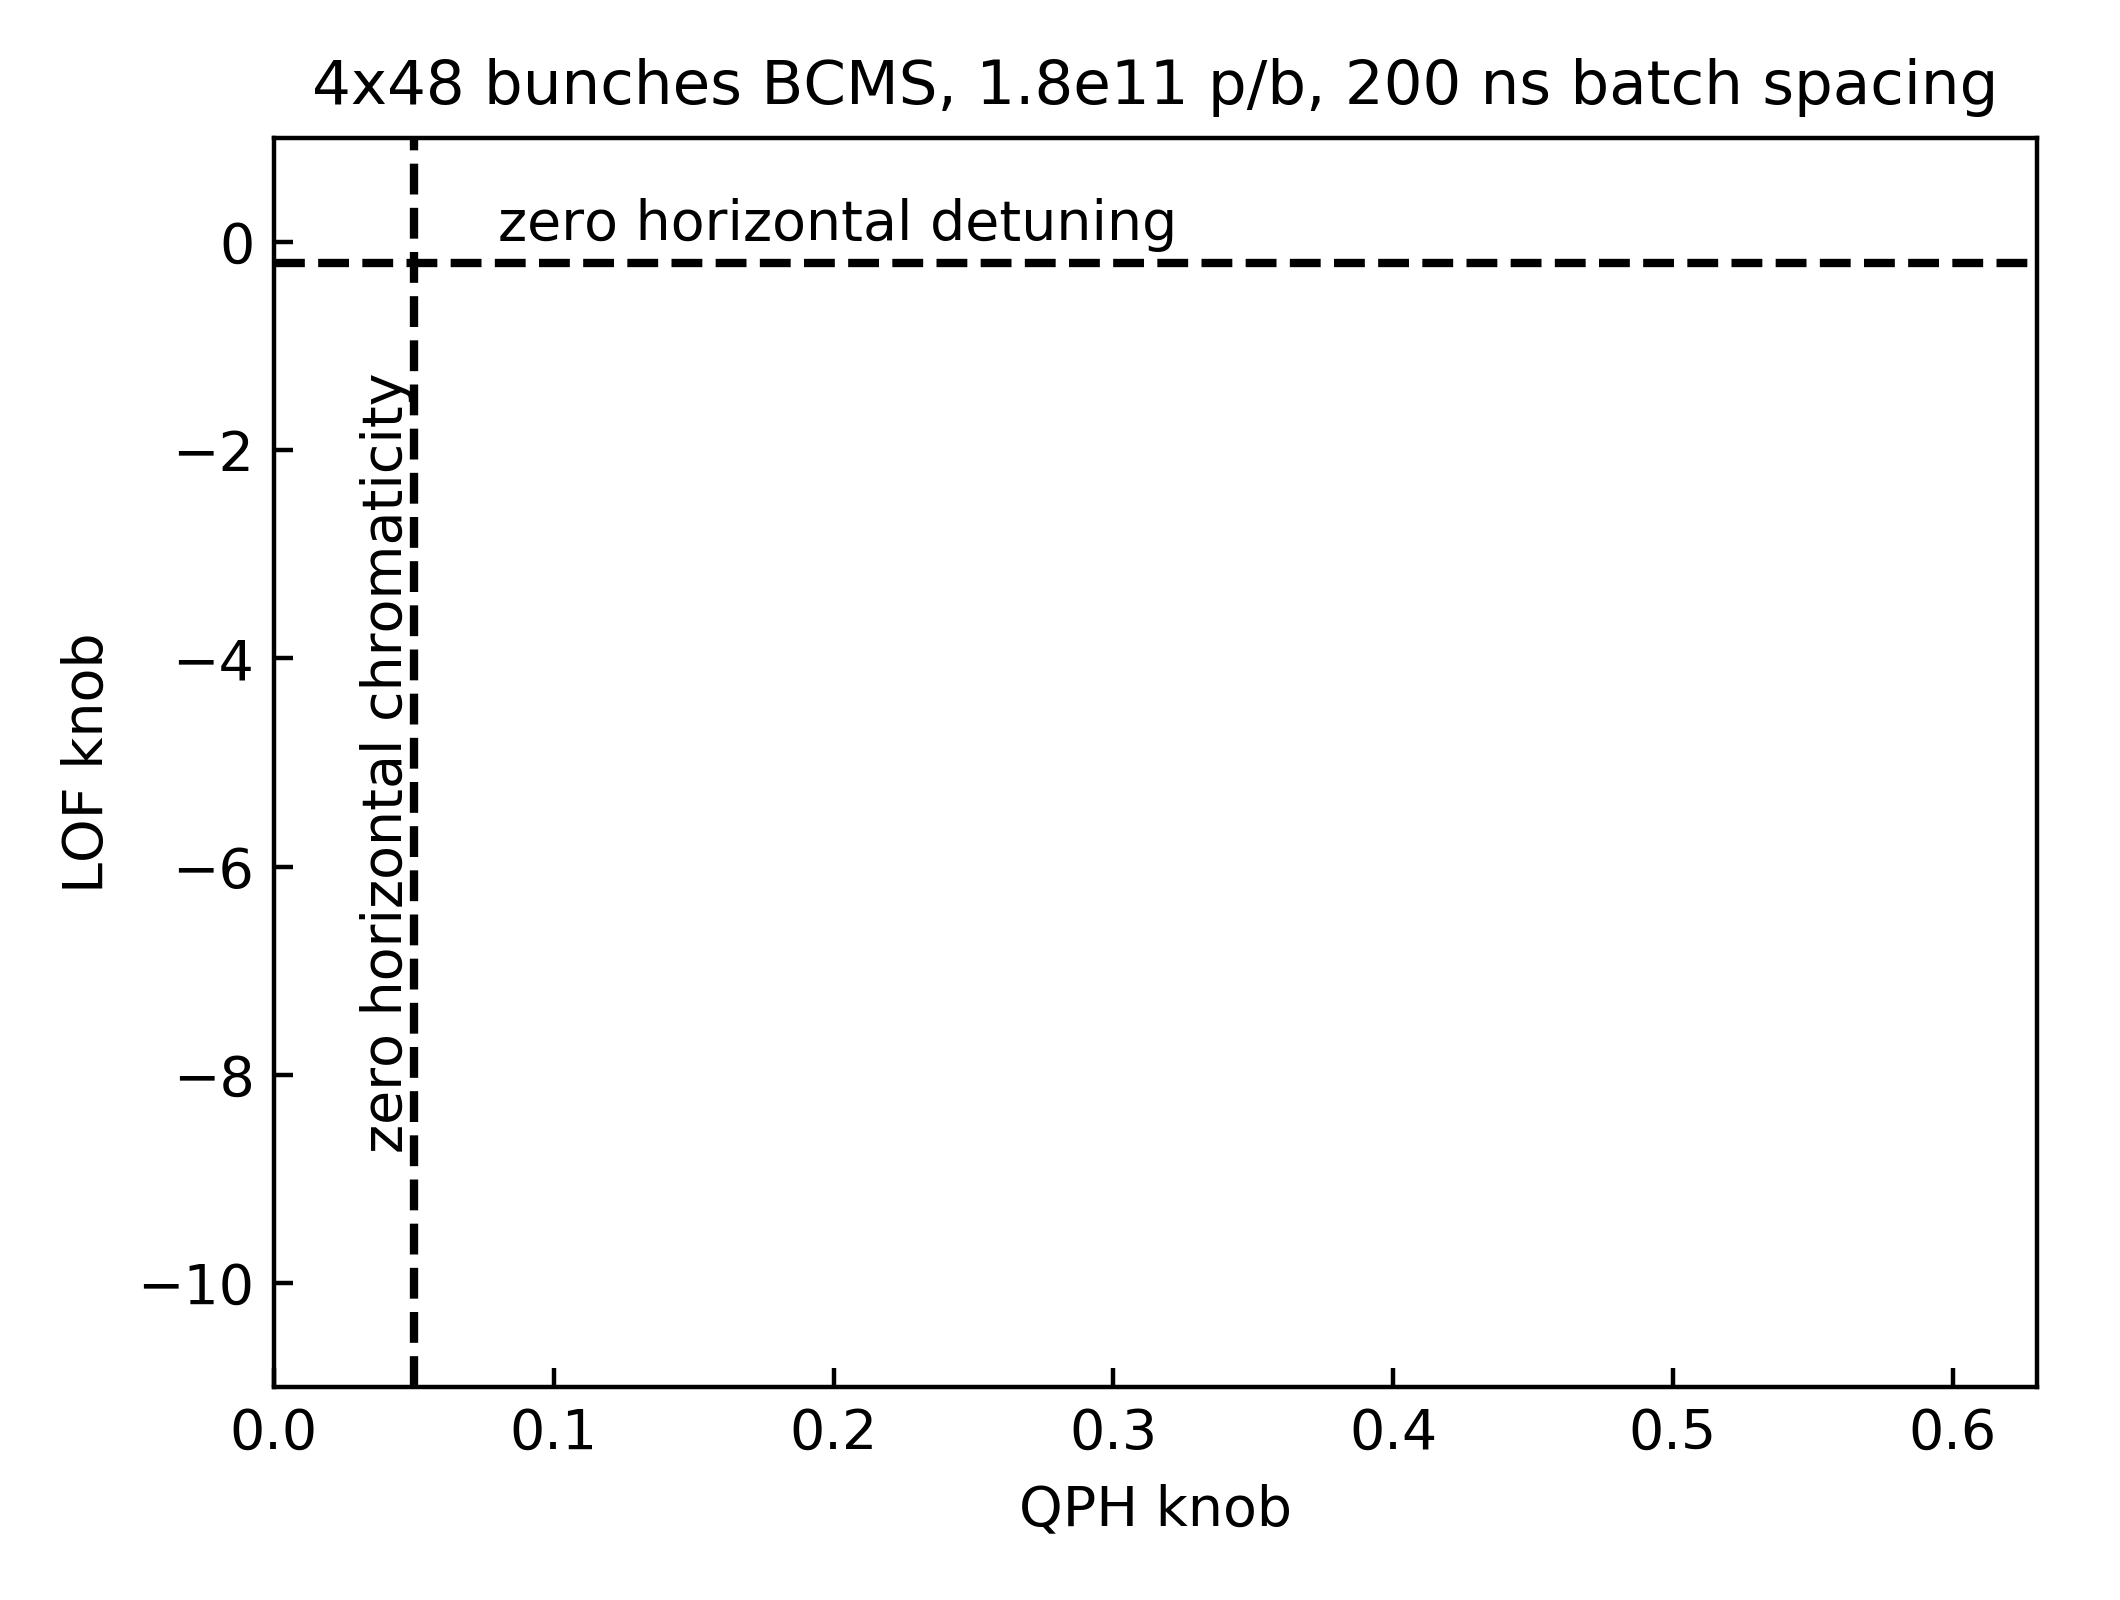 4x48 bunches BCMS, 1.8e11 p/b, 200 ns batch spacing
zero horizontal detuning
zero horizontal chromaticity
LOF knob
0
−2
−4
−6
−8
−10
0.0 0.1 0.2 0.3 0.4 0.5 0.6
QPH knob